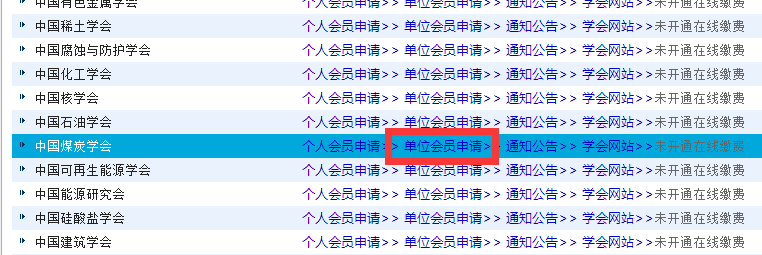 中国有色金属学会 个人会员申请>> 单位会员申请>> 通知公告>> 学会网站>>未开通在线缴费
中国稀土学会 个人会员申请>> 单位会员申请>> 通知公告>> 学会网站>>未开通在线缴费
中国腐蚀与防护学会 个人会员申请>> 单位会员申请>> 通知公告>> 学会网站>>未开通在线缴费
中国化工学会 个人会员申请>> 单位会员申请>> 通知公告>> 学会网站>>未开通在线缴费
中国核学会 个人会员申请>> 单位会员申请>> 通知公告>> 学会网站>>未开通在线缴费
中国石油学会 个人会员申请>> 单位会员申请>> 通知公告>> 学会网站>>未开通在线缴费
中国煤炭学会 个人会员申请>> 单位会员申请>> 通知公告>> 学会网站>>未开通在线缴费
中国可再生能源学会 个人会员申请>> 单位会员申请>> 通知公告>> 学会网站>>未开通在线缴费
中国能源研究会 个人会员申请>> 单位会员申请>> 通知公告>> 学会网站>>未开通在线缴费
中国硅酸盐学会 个人会员申请>> 单位会员申请>> 通知公告>> 学会网站>>未开通在线缴费
中国建筑学会 个人会员申请>> 单位会员申请>> 通知公告>> 学会网站>>未开通在线缴费